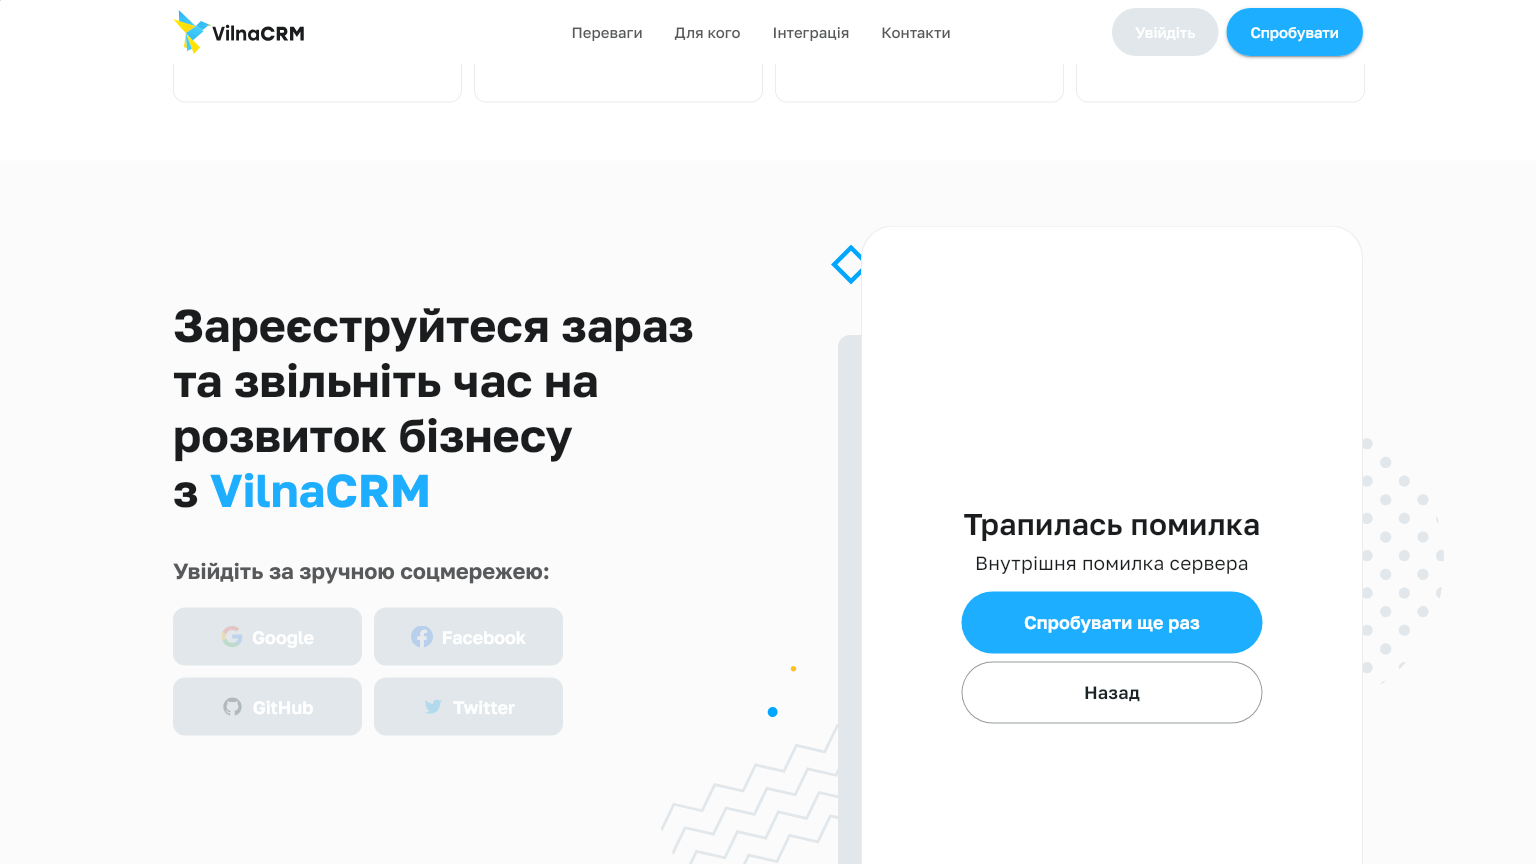 VilnaCRM
Переваги
Для кого
Інтеграція
Контакти
Увійдіть
Спробувати
Зареєструйтеся зараз
та звільніть час на
розвиток бізнесу
з VilnaCRM
Увійдіть за зручною соцмережею:
Google
Facebook
GitHub
Twitter
Трапилась помилка
Внутрішня помилка сервера
Спробувати ще раз
Назад